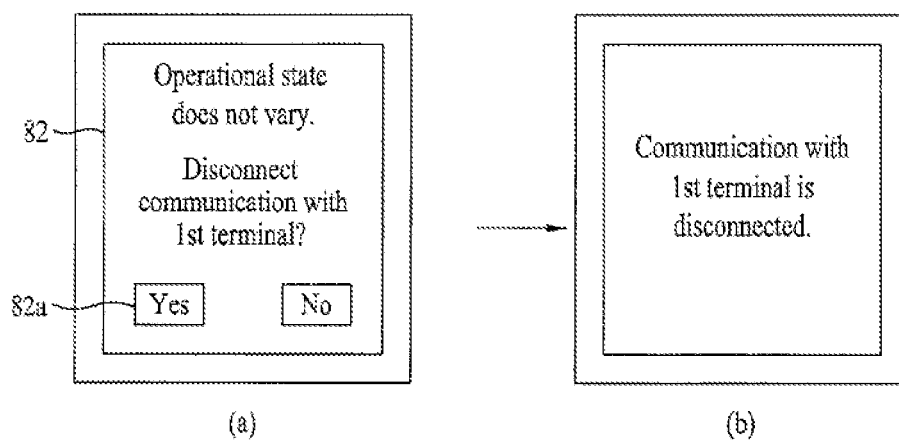 Operational state
does not vary.
82
Disconnect
communication with
1st terminal?
82a
Yes
No
(a)
Communication with
1st terminal is
disconnected.
(b)